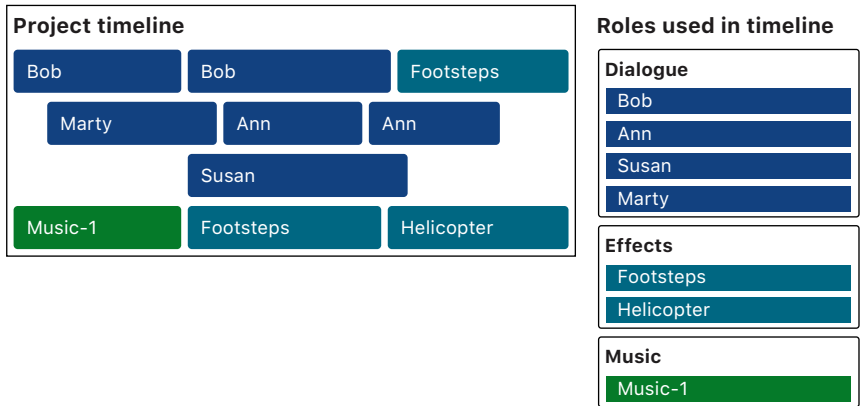 Project timeline
Bob Bob Footsteps
Marty Ann Ann
Susan
Music-1 Footsteps Helicopter
Roles used in timeline
Dialogue
Bob
Ann
Susan
Marty
Effects
Footsteps
Helicopter
Music
Music-1